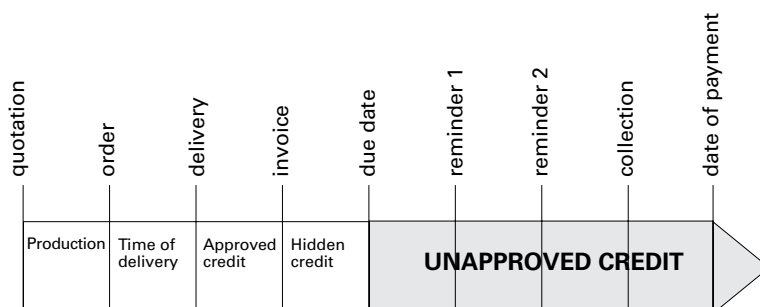 quotation
order
delivery
invoice
due date
reminder 1
reminder 2
collection
date of payment
Production
Time of
delivery
Approved
credit
Hidden
credit
UNAPPROVED CREDIT